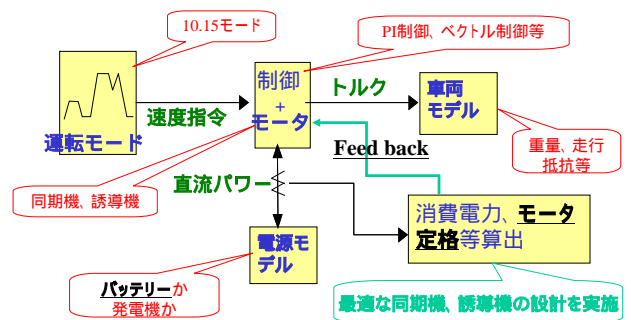 10.15モード
PI制御、ベクトル制御等
制御
+
モータ
トルク
車両
モデル
速度指令
運転モード
Feed back
重量、走行
抵抗等
同期機、誘導機
直流パワー
消費電力、モータ
定格等算出
電源モ
デル
バッテリーか
発電機か
最適な同期機、誘導機の設計を実施